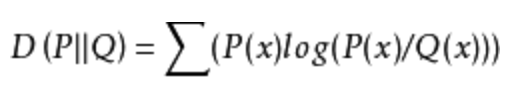 D (P||Q) = ∑(P(x)log(P(x)/Q(x)))